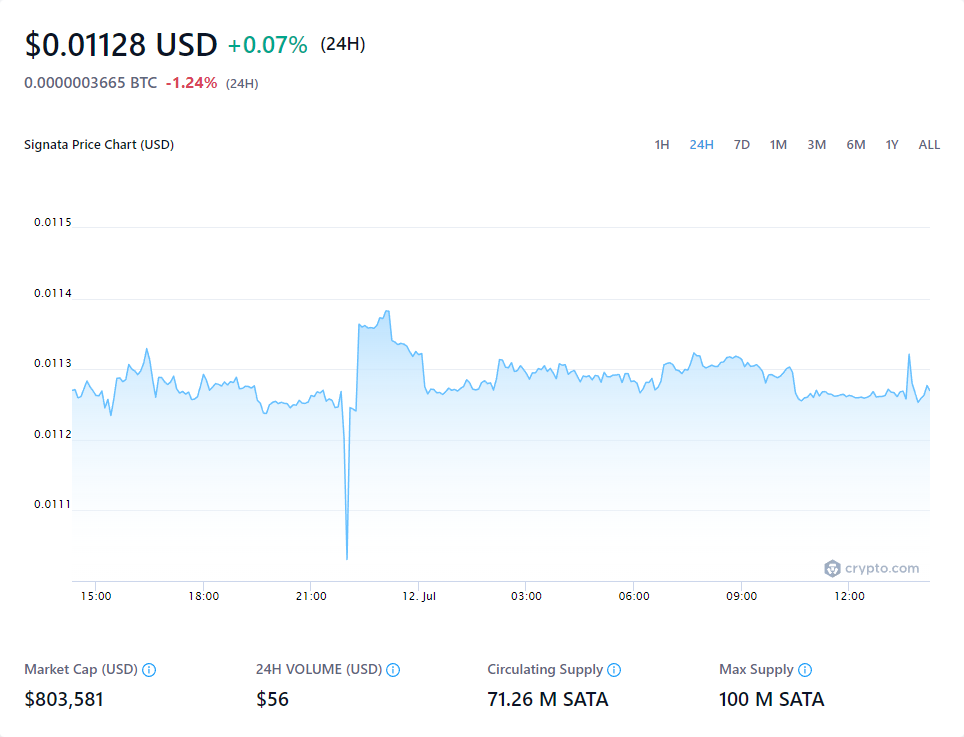 $0.01128 USD +0.07% (24H)
0.0000003665 BTC -1.24% (24H)
Signata Price Chart (USD) 1H 24H 7D 1M 3M 6M 1Y ALL
0.0115
0.0114
0.0113
0.0112
0.0111
crypto.com
15:00 18:00 21:00 12. Jul 03:00 06:00 09:00 12:00
Market Cap (USD) 24H VOLUME (USD) Circulating Supply Max Supply
$803,581 $56 71.26 M SATA 100 M SATA